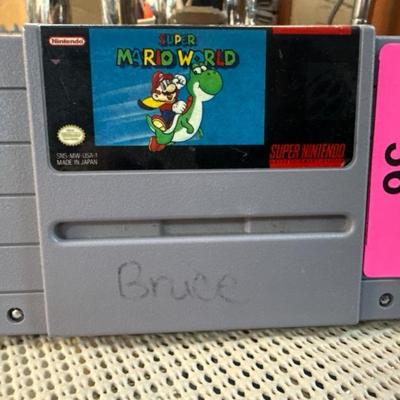 Nintendo
SUPER
MARIO WORLD
SNS-MW-USA-1
MADE IN JAPAN
SUPER NINTENDO
Bruce